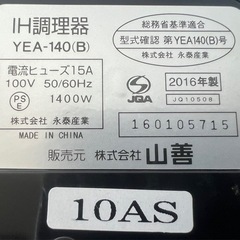 IH調理器
YEA-140(B)
電流ヒューズ15A
100V 50/60Hz
1400W
PS
E
株式会社 永泰産業
MADE IN CHINA
総務省基準適合
型式確認 第YEA140(B)号
株式会社 永泰産業
S
JQA
2016年製
JQ10508
160105715
販売元 株式会社 山善
10AS